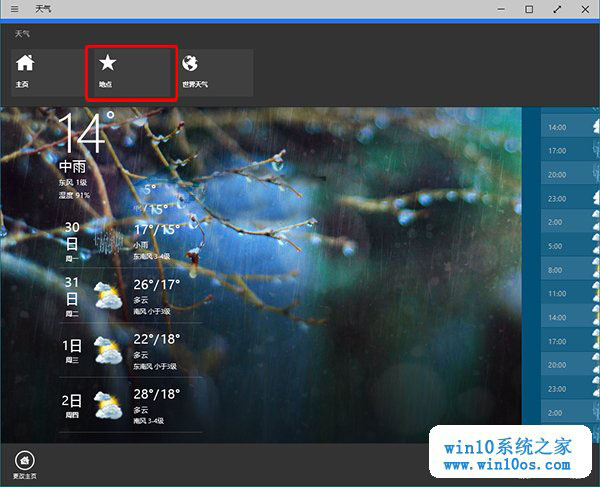 天气
天气
主页
地点
世界天气
14°
中雨
东风 1级
湿度 91%
5°
/15°
30
日
周一
17°/15°
小雨
东南风 3-4级
31
日
周二
26°/17°
多云
南风 小于3级
1日
周三
22°/18°
多云
东南风 小于3级
2日
周四
28°/18°
多云
南风 3-4级
14:00
17:00
20:00
23:00
2:00
5:00
8:00
11:00
14:00
17:00
20:00
23:00
2:00
更改主页
win10系统之家
www.win10os.com